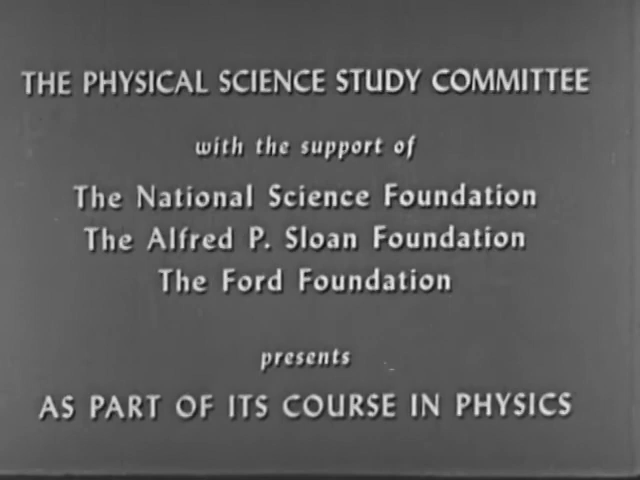 THE PHYSICAL SCIENCE STUDY COMMITTEE
with the support of
The National Science Foundation
The Alfred P. Sloan Foundation
The Ford Foundation
presents
AS PART OF ITS COURSE IN PHYSICS